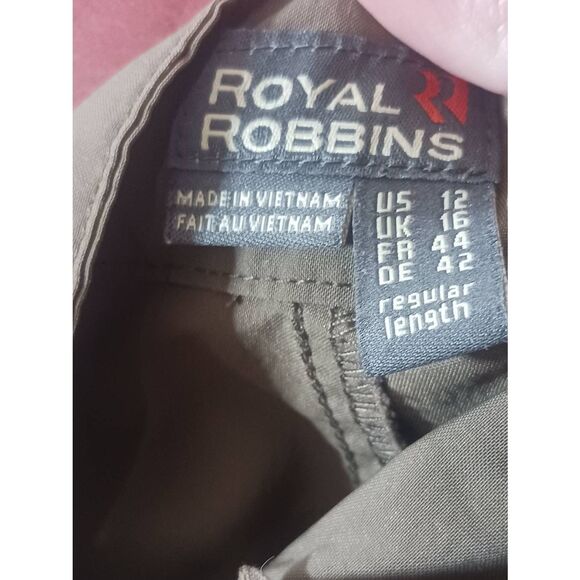 ROYAL
ROBBINS
MADE IN VIETNAM
FAIT AU VIETNAM
US 12
UK 16
FR 44
DE 42
regular
length